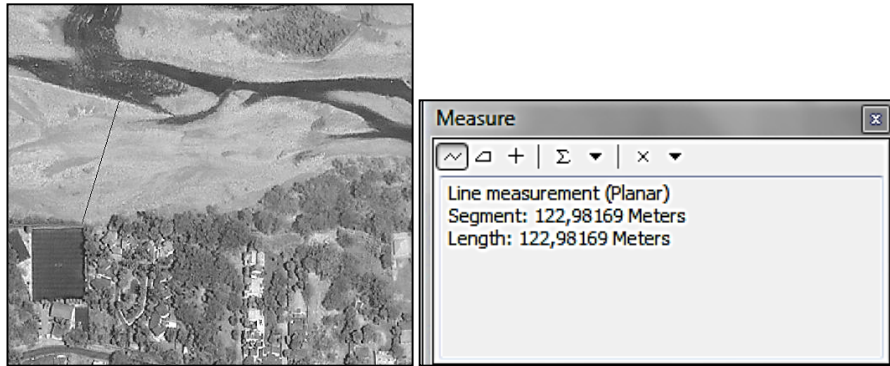 Measure
Line measurement (Planar)
Segment: 122,98169 Meters
Length: 122,98169 Meters